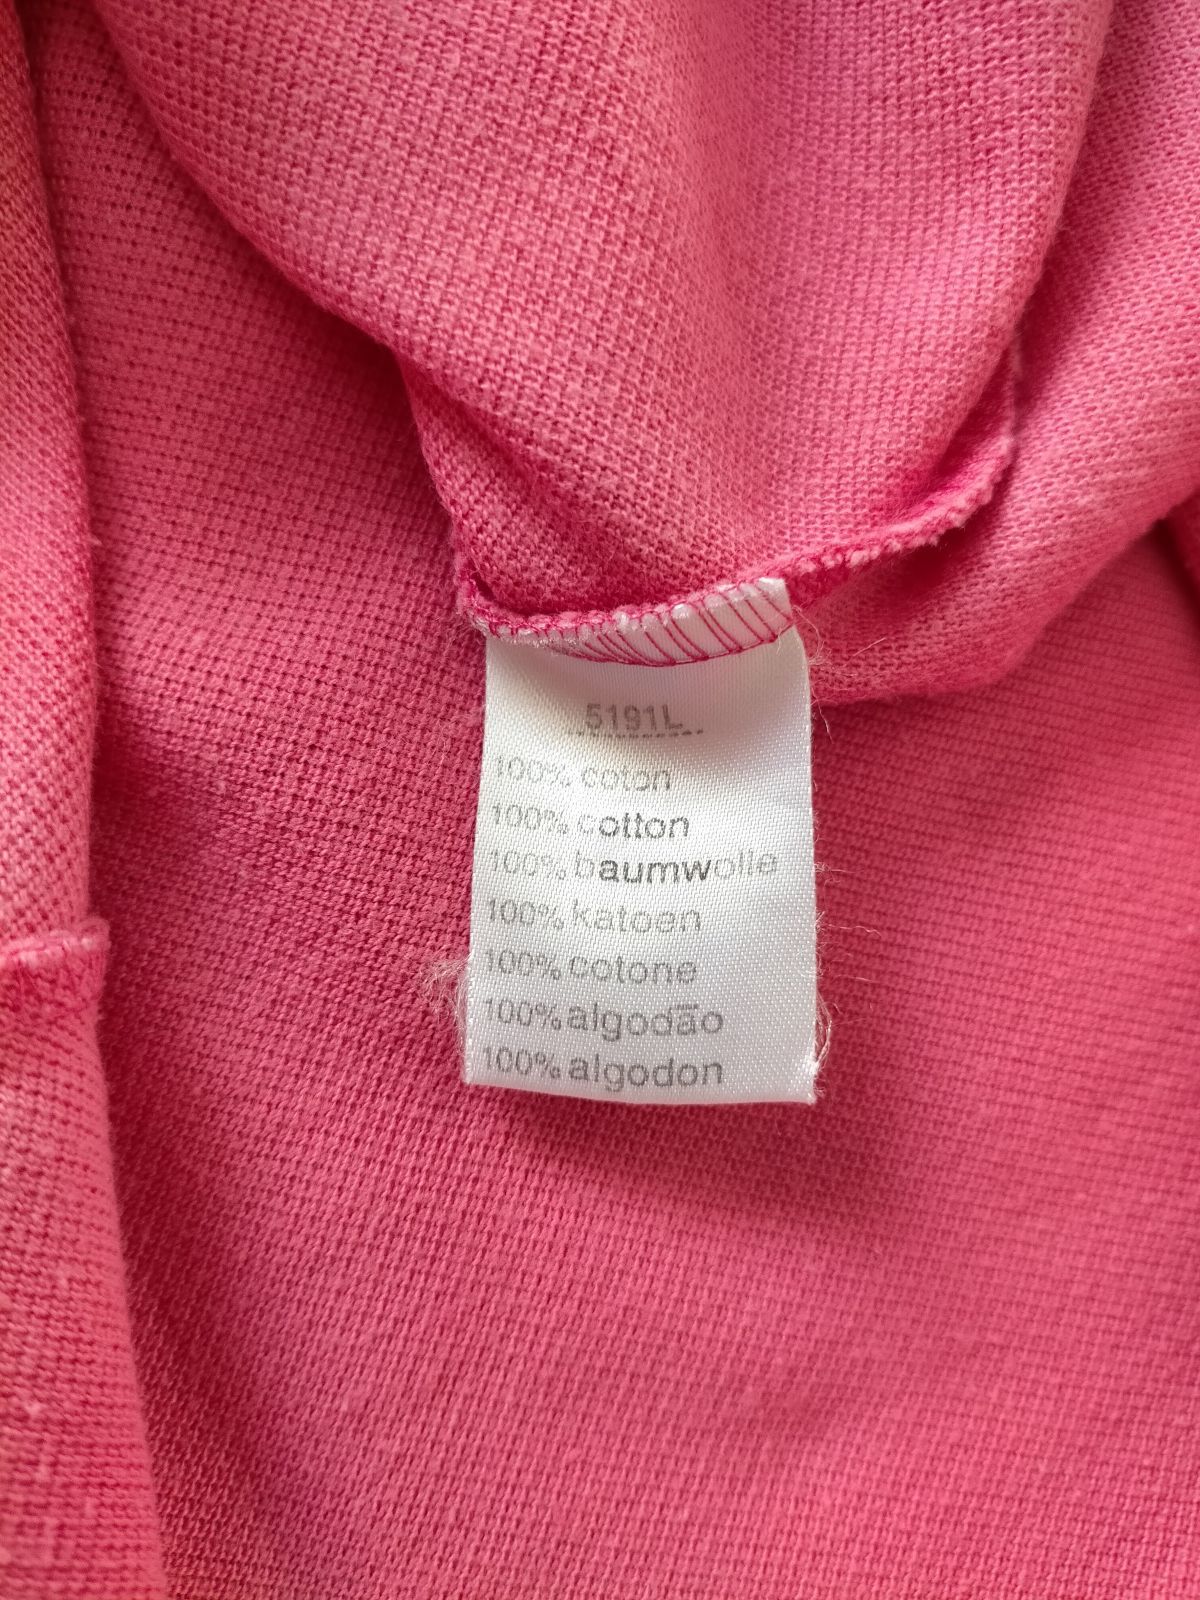 5191L
100% coton
100% cotton
100% baumwolle
100% katoen
100% cotone
100% algodão
100% algodon